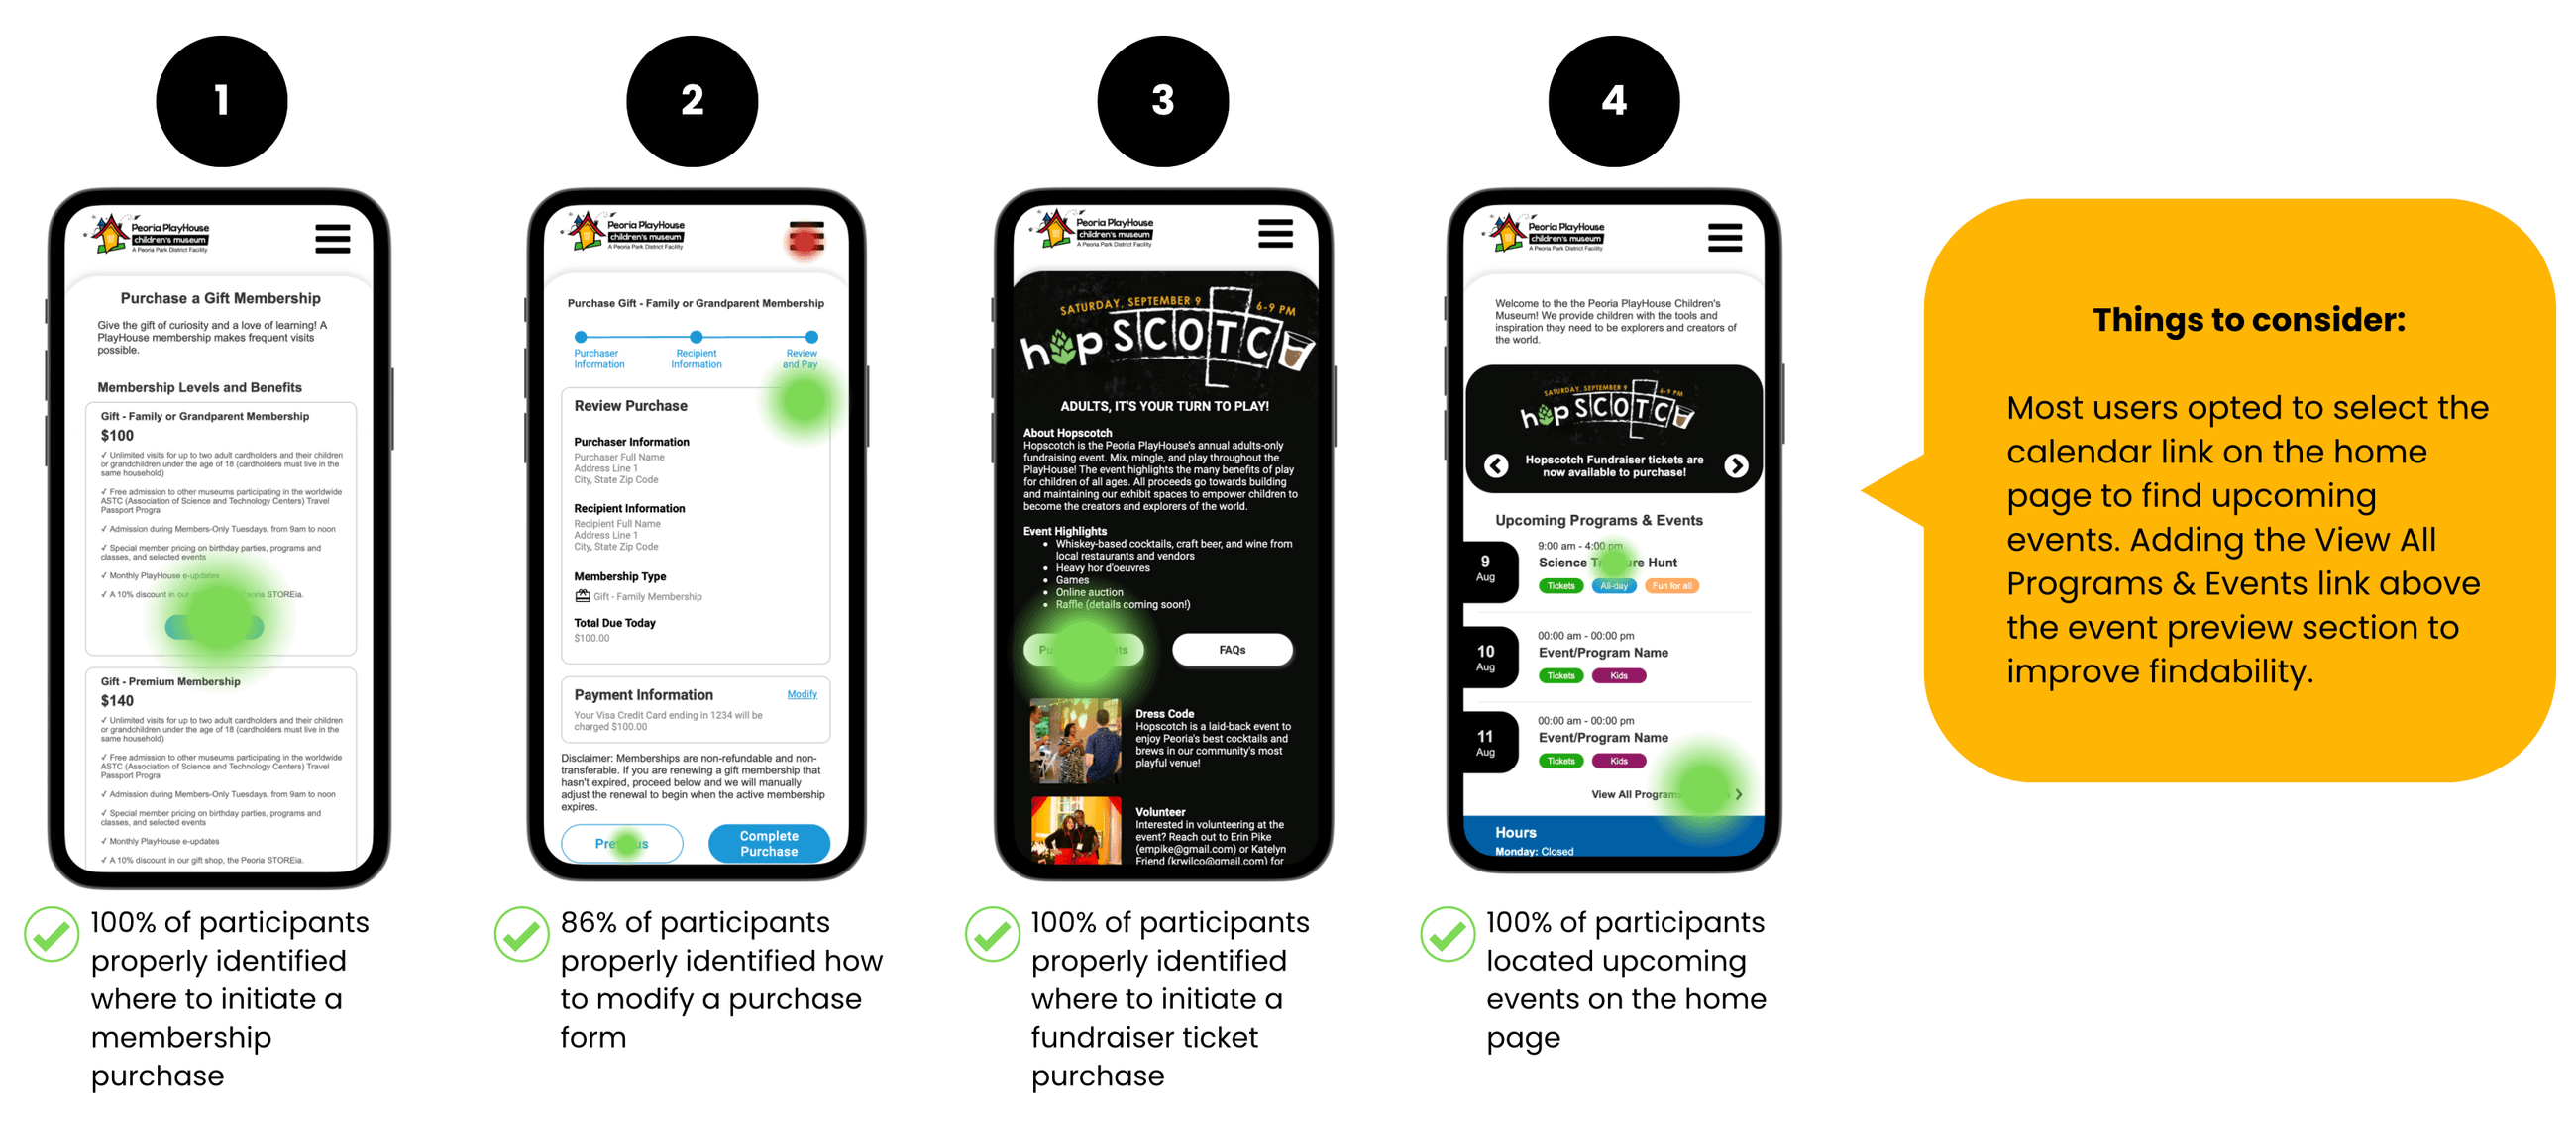 1
2
3
4
Peoria PlayHouse
children's museum
A Peoria Park District Facility
Purchase a Gift Membership
Give the gift of curiosity and a love of learning! A
PlayHouse membership makes frequent visits
possible.
Membership Levels and Benefits
Gift - Family or Grandparent Membership
$100
✓ Unlimited visits for up to two adult cardholders and their children
or grandchildren under the age of 18 (cardholders must live in the
same household)
✓ Free admission to other museums participating in the worldwide
ASTC (Association of Science and Technology Centers) Travel
Passport Progra
✓ Admission during Members-Only Tuesdays, from 9am to noon
✓ Special member pricing on birthday parties, programs and
classes, and selected events
✓ Monthly PlayHouse e-updates
✓ A 10% discount in our Peoria STOREia.
Gift - Premium Membership
$140
✓ Unlimited visits for up to two adult cardholders and their children
or grandchildren under the age of 18 (cardholders must live in the
same household)
✓ Free admission to other museums participating in the worldwide
ASTC (Association of Science and Technology Centers) Travel
Passport Progra
✓ Admission during Members-Only Tuesdays, from 9am to noon
✓ Special member pricing on birthday parties, programs and
classes, and selected events
✓ Monthly PlayHouse e-updates
✓ A 10% discount in our gift shop, the Peoria STOREia.
100% of participants
properly identified
where to initiate a
membership
purchase
Peoria PlayHouse
children's museum
A Peoria Park District Facility
Purchase Gift - Family or Grandparent Membership
Purchaser
Information
Recipient
Information
Review
and Pay
Review Purchase
Purchaser Information
Purchaser Full Name
Address Line 1
City, State Zip Code
Recipient Information
Recipient Full Name
Address Line 1
City, State Zip Code
Membership Type
Gift - Family Membership
Total Due Today
$100.00
Payment Information
Modify
Your Visa Credit Card ending in 1234 will be
charged $100.00
Disclaimer: Memberships are non-refundable and non-
transferable. If you are renewing a gift membership that
hasn't expired, proceed below and we will manually
adjust the renewal to begin when the active membership
expires.
Previous
Complete
Purchase
86% of participants
properly identified how
to modify a purchase
form
Peoria PlayHouse
children's museum
A Peoria Park District Facility
SATURDAY, SEPTEMBER 9
6-9 PM
hopSCOTCH
ADULTS, IT'S YOUR TURN TO PLAY!
About Hopscotch
Hopscotch is the Peoria PlayHouse's annual adults-only
fundraising event. Mix, mingle, and play throughout the
PlayHouse! The event highlights the many benefits of play
for children of all ages. All proceeds go towards building
and maintaining our exhibit spaces to empower children to
become the creators and explorers of the world.
Event Highlights
• Whiskey-based cocktails, craft beer, and wine from
local restaurants and vendors
• Heavy hor d'oeuvres
• Games
• Online auction
• Raffle (details coming soon!)
FAQs
Dress Code
Hopscotch is a laid-back event to
enjoy Peoria's best cocktails and
brews in our community's most
playful venue!
Volunteer
Interested in volunteering at the
event? Reach out to Erin Pike
(empike@gmail.com) or Katelyn
Friend (krwilco@gmail.com) for
100% of participants
properly identified
where to initiate a
fundraiser ticket
purchase
Peoria PlayHouse
children's museum
A Peoria Park District Facility
Welcome to the the Peoria PlayHouse Children's
Museum! We provide children with the tools and
inspiration they need to be explorers and creators of
the world.
SATURDAY, SEPTEMBER 9
6-9 PM
hopSCOTCH
Hopscotch Fundraiser tickets are
now available to purchase!
Upcoming Programs & Events
9
Aug
9:00 am - 4:00 pm
Science Treasure Hunt
Tickets
All-day
Fun for all
10
Aug
00:00 am - 00:00 pm
Event/Program Name
Tickets
Kids
11
Aug
00:00 am - 00:00 pm
Event/Program Name
Tickets
Kids
View All Program
Hours
Monday: Closed
100% of participants
located upcoming
events on the home
page
Things to consider:
Most users opted to select the
calendar link on the home
page to find upcoming
events. Adding the View All
Programs & Events link above
the event preview section to
improve findability.